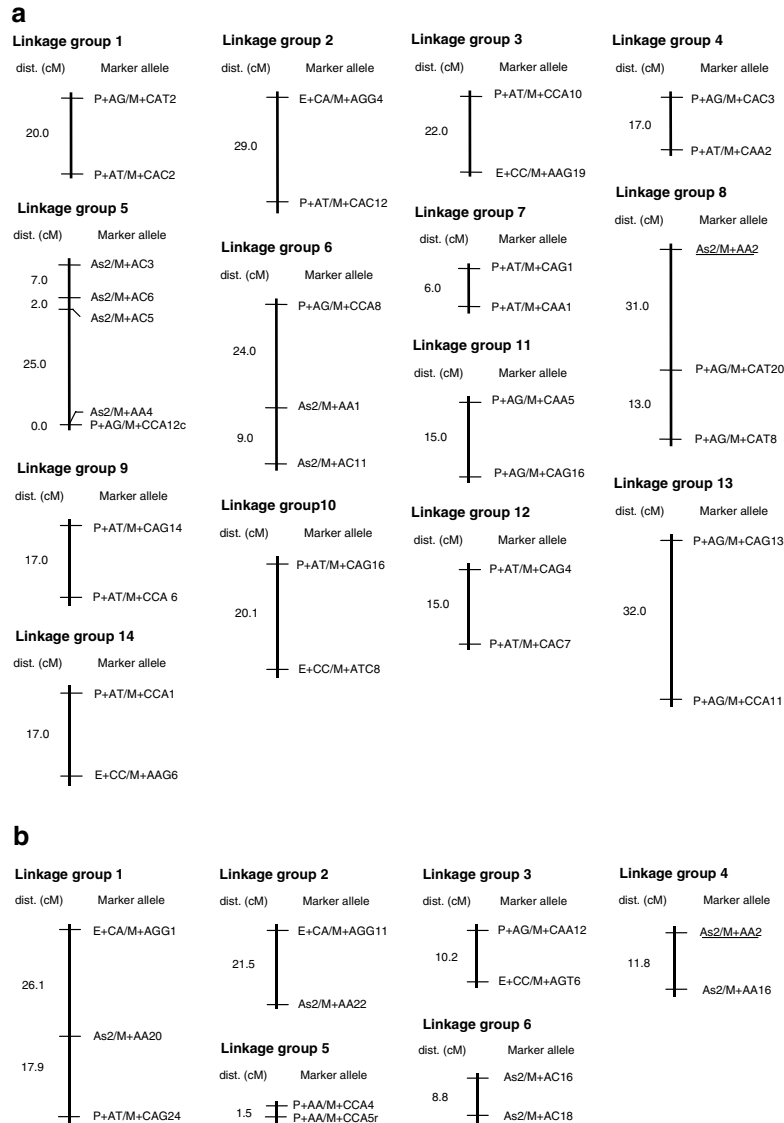 a
Linkage group 1
dist. (cM) Marker allele
P+AG/M+CAT2
20.0
P+AT/M+CAC2
Linkage group 2
dist. (cM) Marker allele
E+CA/M+AGG4
29.0
P+AT/M+CAC12
Linkage group 3
dist. (cM) Marker allele
P+AT/M+CCA10
22.0
E+CC/M+AAG19
Linkage group 4
dist. (cM) Marker allele
P+AG/M+CAC3
17.0
P+AT/M+CAA2
Linkage group 5
dist. (cM) Marker allele
As2/M+AC3
7.0
As2/M+AC6
2.0
As2/M+AC5
25.0
As2/M+AA4
0.0 P+AG/M+CCA12c
Linkage group 6
dist. (cM) Marker allele
P+AG/M+CCA8
24.0
As2/M+AA1
9.0
As2/M+AC11
Linkage group 7
dist. (cM) Marker allele
P+AT/M+CAG1
6.0
P+AT/M+CAA1
Linkage group 8
dist. (cM) Marker allele
As2/M+AA2
31.0
P+AG/M+CAT20
13.0
P+AG/M+CAT8
Linkage group 9
dist. (cM) Marker allele
P+AT/M+CAG14
17.0
P+AT/M+CCA 6
Linkage group10
dist. (cM) Marker allele
P+AT/M+CAG16
20.1
E+CC/M+ATC8
Linkage group 11
dist. (cM) Marker allele
P+AG/M+CAA5
15.0
P+AG/M+CAG16
Linkage group 12
dist. (cM) Marker allele
P+AT/M+CAG4
15.0
P+AT/M+CAC7
Linkage group 13
dist. (cM) Marker allele
P+AG/M+CAG13
32.0
P+AG/M+CCA11
Linkage group 14
dist. (cM) Marker allele
P+AT/M+CCA1
17.0
E+CC/M+AAG6
b
Linkage group 1
dist. (cM) Marker allele
E+CA/M+AGG1
26.1
As2/M+AA20
17.9
P+AT/M+CAG24
Linkage group 2
dist. (cM) Marker allele
E+CA/M+AGG11
21.5
As2/M+AA22
Linkage group 3
dist. (cM) Marker allele
P+AG/M+CAA12
10.2
E+CC/M+AGT6
Linkage group 4
dist. (cM) Marker allele
As2/M+AA2
11.8
As2/M+AA16
Linkage group 5
dist. (cM) Marker allele
P+AA/M+CCA4
1.5 P+AA/M+CCA5r
Linkage group 6
dist. (cM) Marker allele
As2/M+AC16
8.8
As2/M+AC18